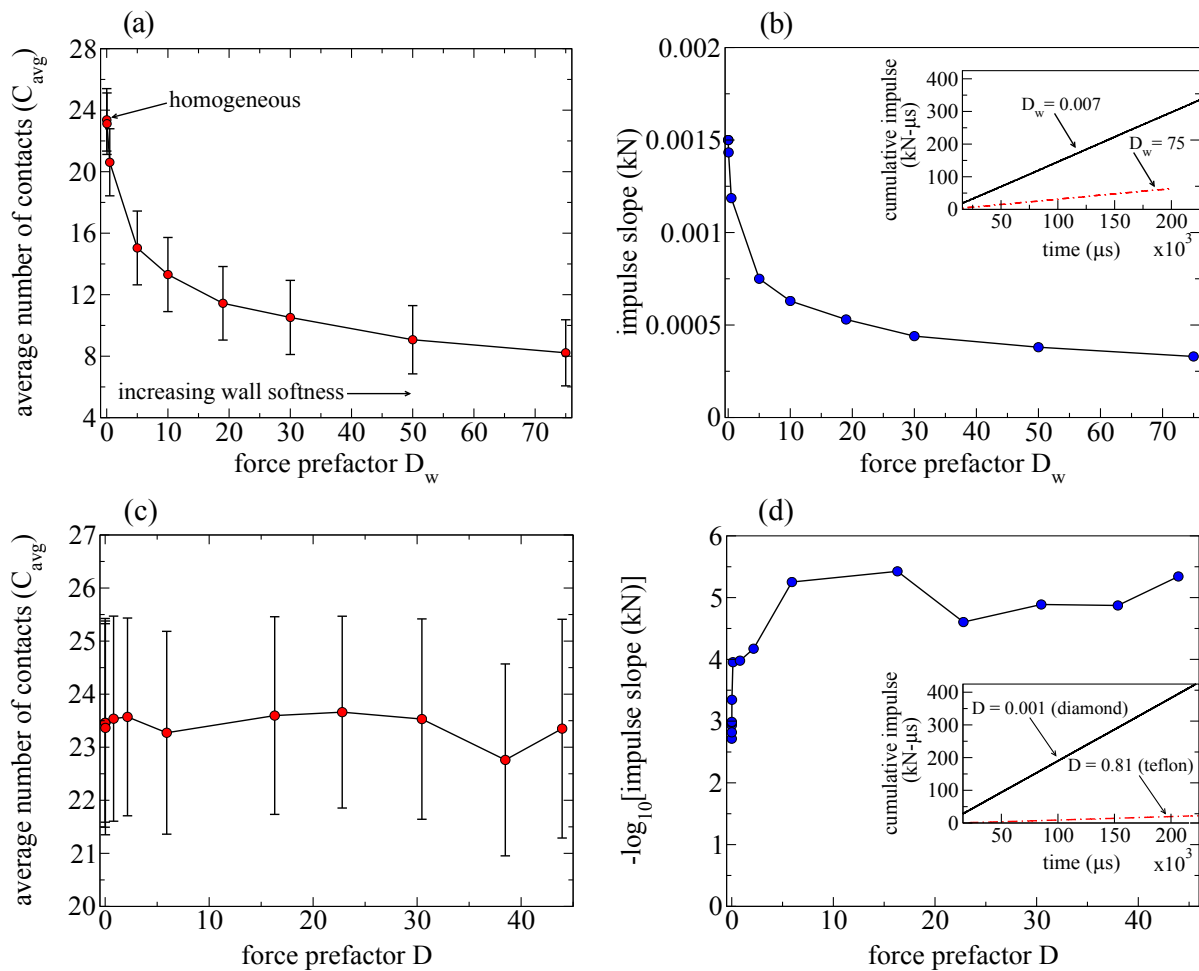 (a)
28
24
20
16
12
8
4
average number of contacts (C_avg)
homogeneous
increasing wall softness
0 10 20 30 40 50 60 70
force prefactor D_w
(b)
0.002
0.0015
0.001
0.0005
0
impulse slope (kN)
0 10 20 30 40 50 60 70
force prefactor D_w
400
300
200
100
0
cumulative impulse
(kN-μs)
D_w = 0.007
D_w = 75
50 100 150 200
time (μs)
x10^3
(c)
27
26
25
24
23
22
21
20
average number of contacts (C_avg)
0 10 20 30 40
force prefactor D
(d)
6
5
4
3
2
1
0
-log_10[impulse slope (kN)]
0 10 20 30 40
force prefactor D
400
300
200
100
0
cumulative impulse
(kN-μs)
D = 0.001 (diamond)
D = 0.81 (teflon)
50 100 150 200
time (μs)
x10^3